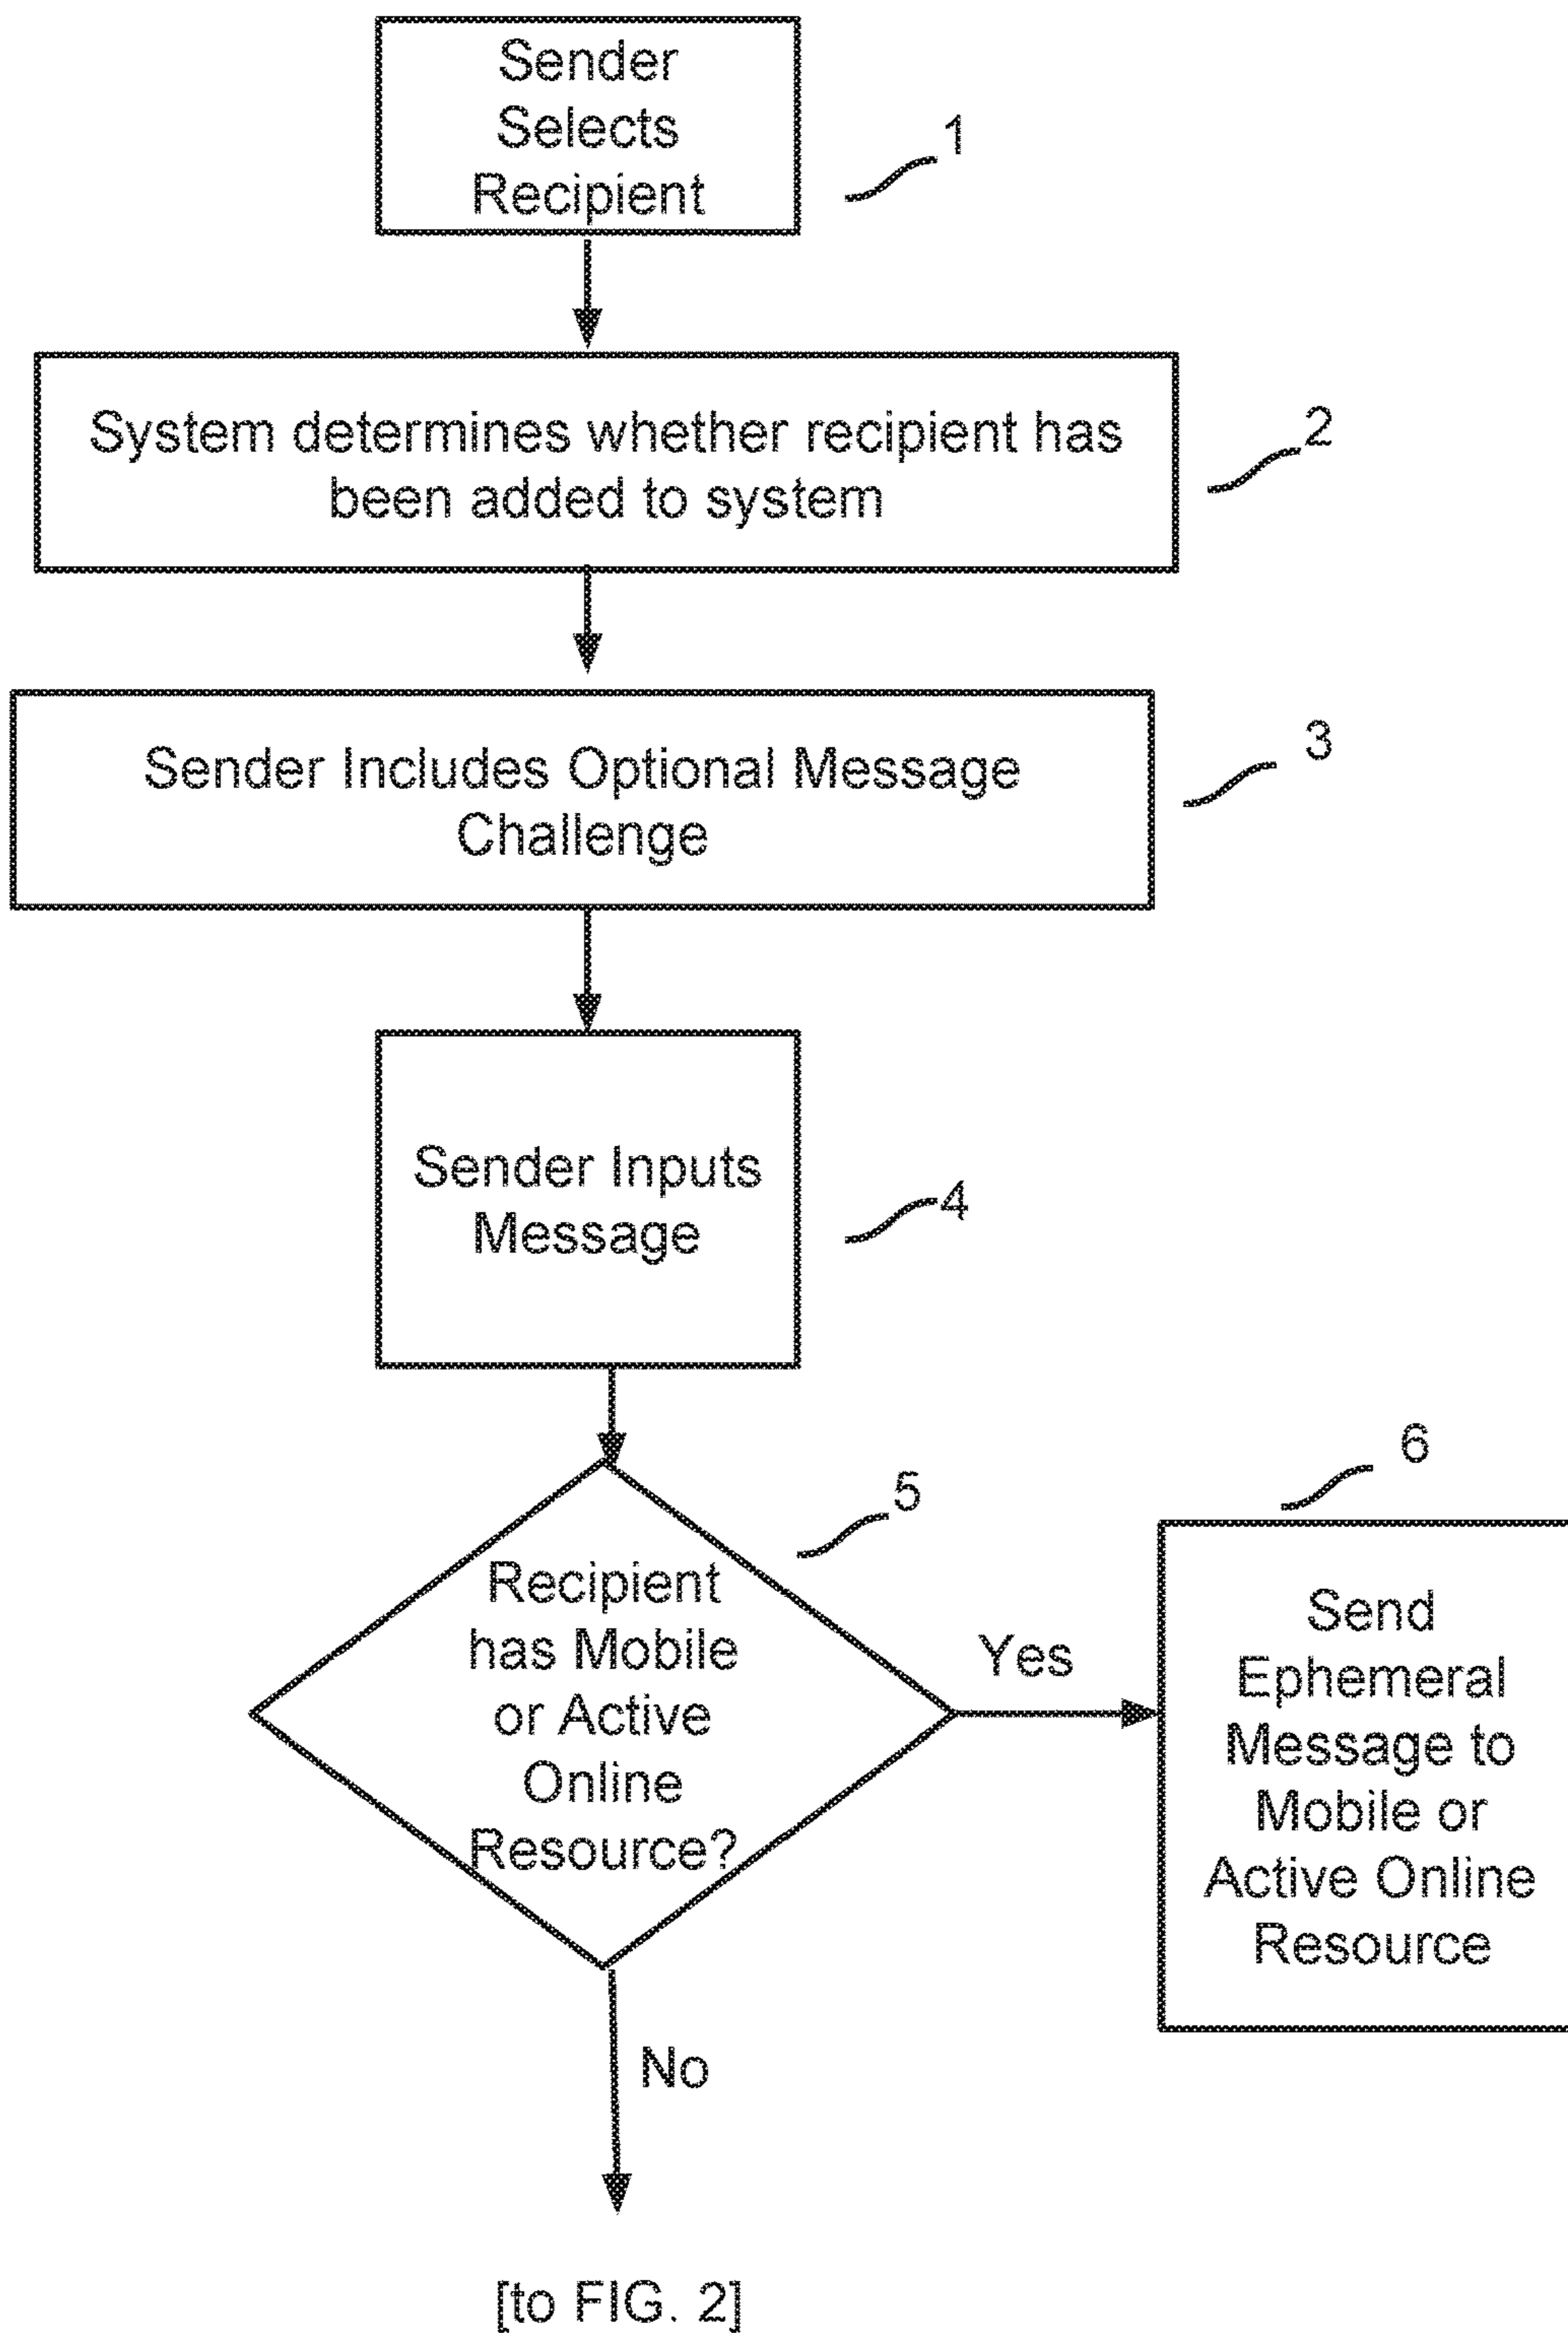 Sender
Selects
Recipient
1
System determines whether recipient has
been added to system
2
Sender Includes Optional Message
Challenge
3
Sender Inputs
Message
4
Recipient
has Mobile
or Active
Online
Resource?
5
Yes
6
Send
Ephemeral
Message to
Mobile or
Active Online
Resource
No
[to FIG. 2]